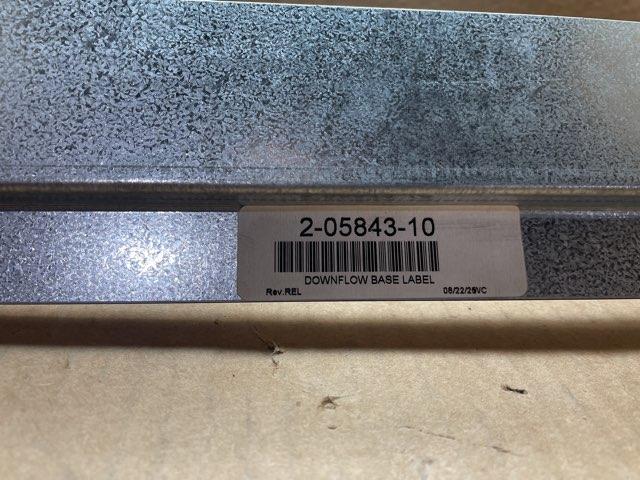 2-05843-10
DOWNFLOW BASE LABEL
Rev.REL 08/22/25VC